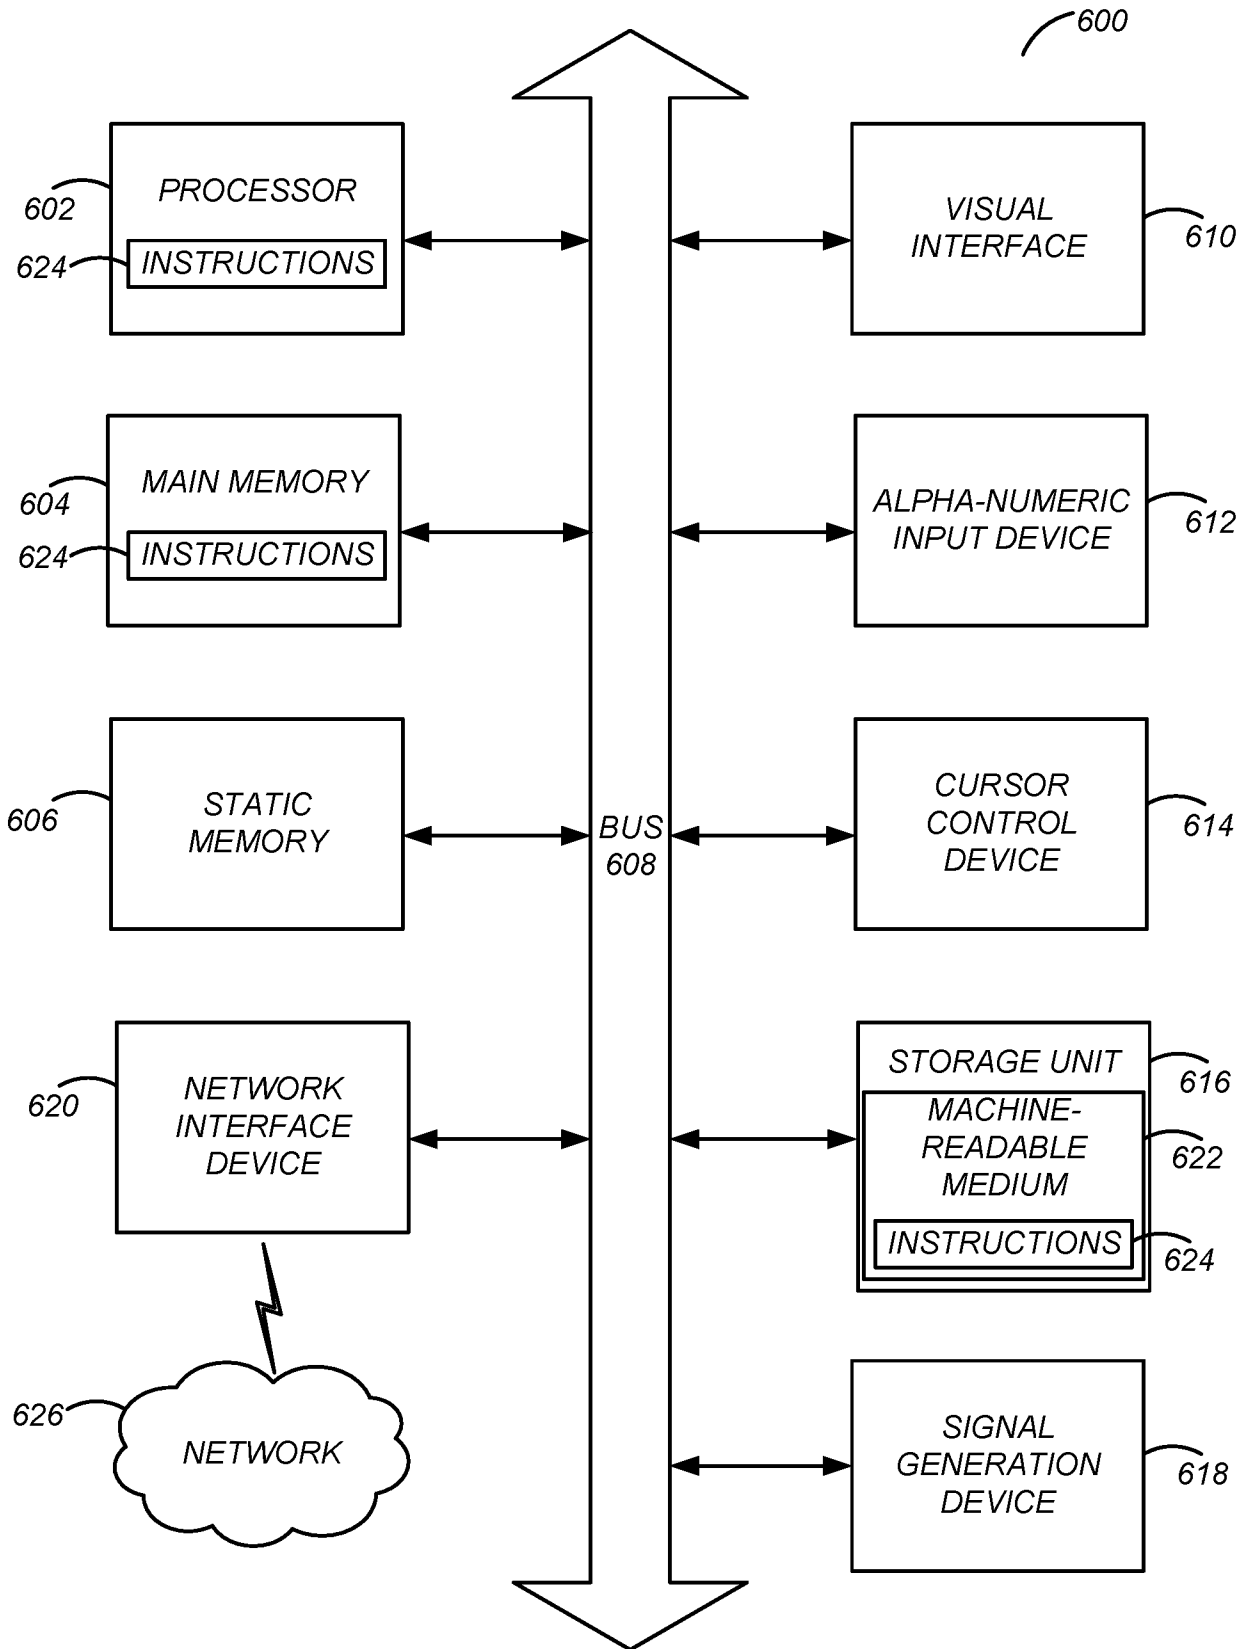 600
PROCESSOR
602
624
INSTRUCTIONS
MAIN MEMORY
604
624
INSTRUCTIONS
STATIC
MEMORY
606
NETWORK
INTERFACE
DEVICE
620
626
NETWORK
BUS
608
VISUAL
INTERFACE
610
ALPHA-NUMERIC
INPUT DEVICE
612
CURSOR
CONTROL
DEVICE
614
STORAGE UNIT
616
MACHINE-
READABLE
MEDIUM
622
INSTRUCTIONS
624
SIGNAL
GENERATION
DEVICE
618